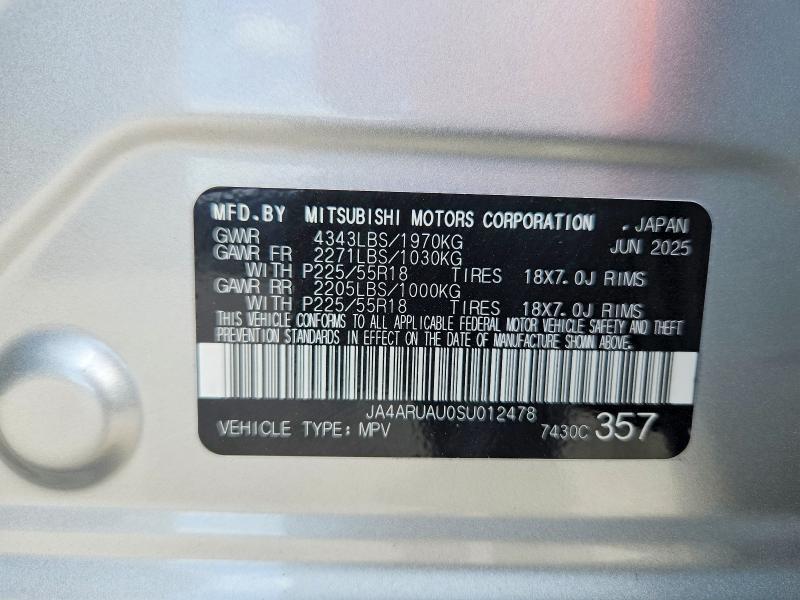 MFD.BY MITSUBISHI MOTORS CORPORATION , JAPAN
GVWR 4343LBS/1970KG JUN 2025
GAWR FR 2271LBS/1030KG
WITH P225/55R18 TIRES 18X7.0J RIMS
GAWR RR 2205LBS/1000KG
WITH P225/55R18 TIRES 18X7.0J RIMS
THIS VEHICLE CONFORMS TO ALL APPLICABLE FEDERAL MOTOR VEHICLE SAFETY AND THEFT
PREVENTION STANDARDS IN EFFECT ON THE DATE OF MANUFACTURE SHOWN ABOVE.
JA4ARUAU0SU012478
VEHICLE TYPE: MPV 7430C 357